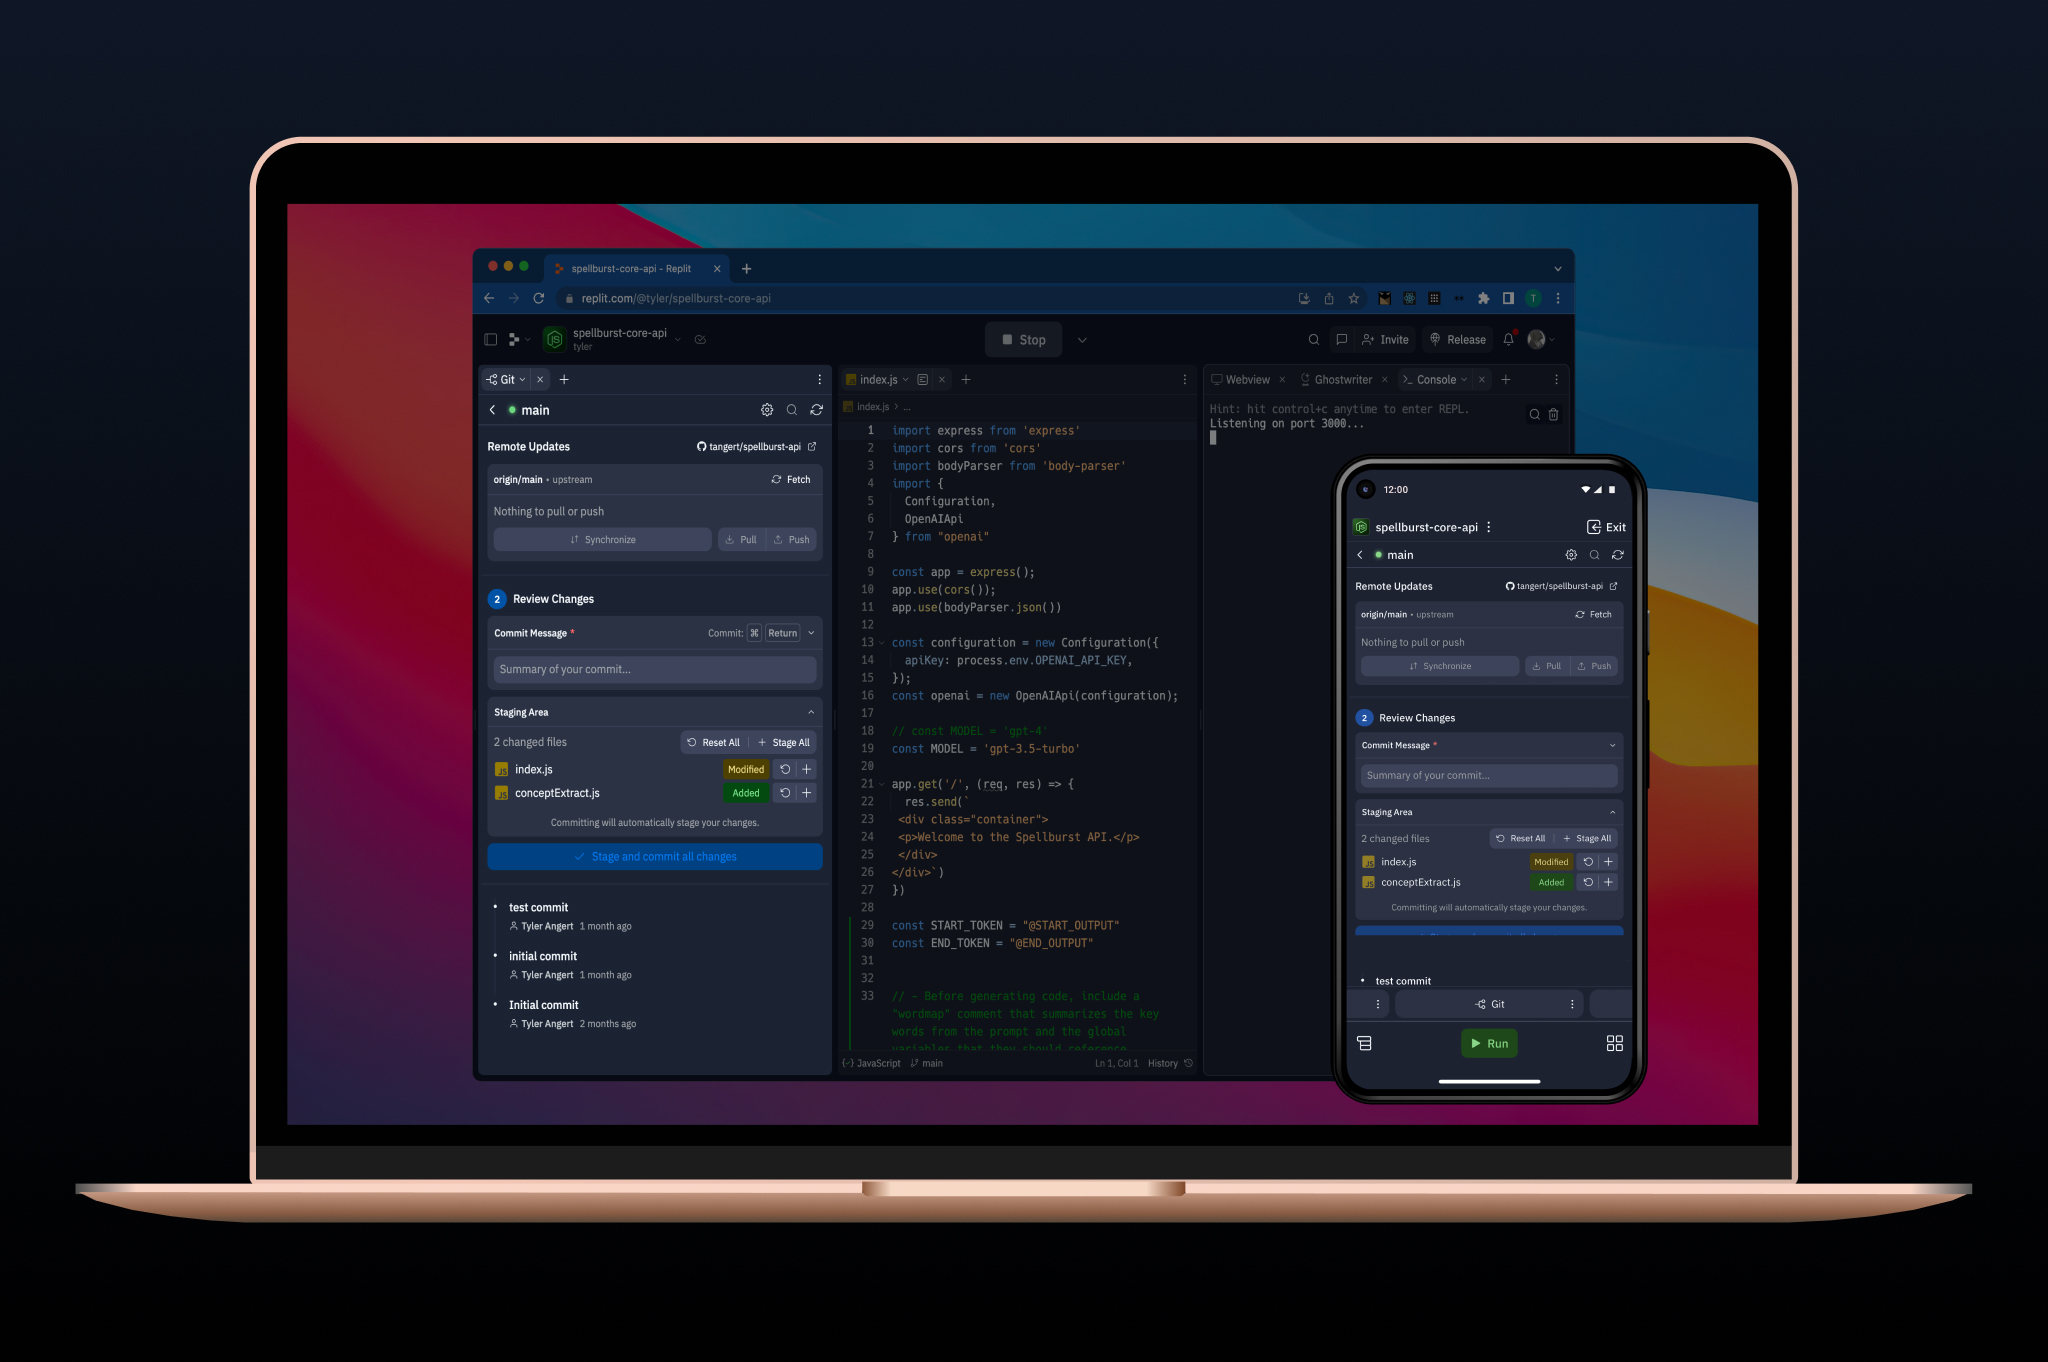 spellburst-core-api - Replit
replit.com/@tyler/spellburst-core-api
T
JS
spellburst-core-api
tyler
Stop
Invite
Release
Git
main
Remote Updates
tangert/spellburst-api
origin/main • upstream
Fetch
Nothing to pull or push
Synchronize
Pull
Push
2 Review Changes
Commit Message *
Commit: ⌘ Return
Summary of your commit...
Staging Area
2 changed files
Reset All
Stage All
JS index.js
Modified
JS conceptExtract.js
Added
Committing will automatically stage your changes.
Stage and commit all changes
test commit
Tyler Angert 1 month ago
initial commit
Tyler Angert 1 month ago
Initial commit
Tyler Angert 2 months ago
index.js
index.js > ...
1 import express from 'express'
2 import cors from 'cors'
3 import bodyParser from 'body-parser'
4 import {
5 Configuration,
6 OpenAIApi
7 } from "openai"
8
9 const app = express();
10 app.use(cors());
11 app.use(bodyParser.json())
12
13 const configuration = new Configuration({
14 apiKey: process.env.OPENAI_API_KEY,
15 });
16 const openai = new OpenAIApi(configuration);
17
18 // const MODEL = 'gpt-4'
19 const MODEL = 'gpt-3.5-turbo'
20
21 app.get('/', (req, res) => {
22 res.send(`
23 <div class="container">
24 <p>Welcome to the Spellburst API.</p>
25 </div>
26 </div>`)
27 })
28
29 const START_TOKEN = "@START_OUTPUT"
30 const END_TOKEN = "@END_OUTPUT"
31
32
33 // - Before generating code, include a
"wordmap" comment that summarizes the key
words from the prompt and the global
variables that they should reference
JavaScript
main
Ln 1, Col 1
History
Webview
Ghostwriter
Console
Hint: hit control+c anytime to enter REPL.
Listening on port 3000...
12:00
JS
spellburst-core-api
Exit
main
Remote Updates
tangert/spellburst-api
origin/main • upstream
Fetch
Nothing to pull or push
Synchronize
Pull
Push
2 Review Changes
Commit Message *
Summary of your commit...
Staging Area
2 changed files
Reset All
Stage All
JS index.js
Modified
JS conceptExtract.js
Added
Committing will automatically stage your changes.
test commit
Git
Run